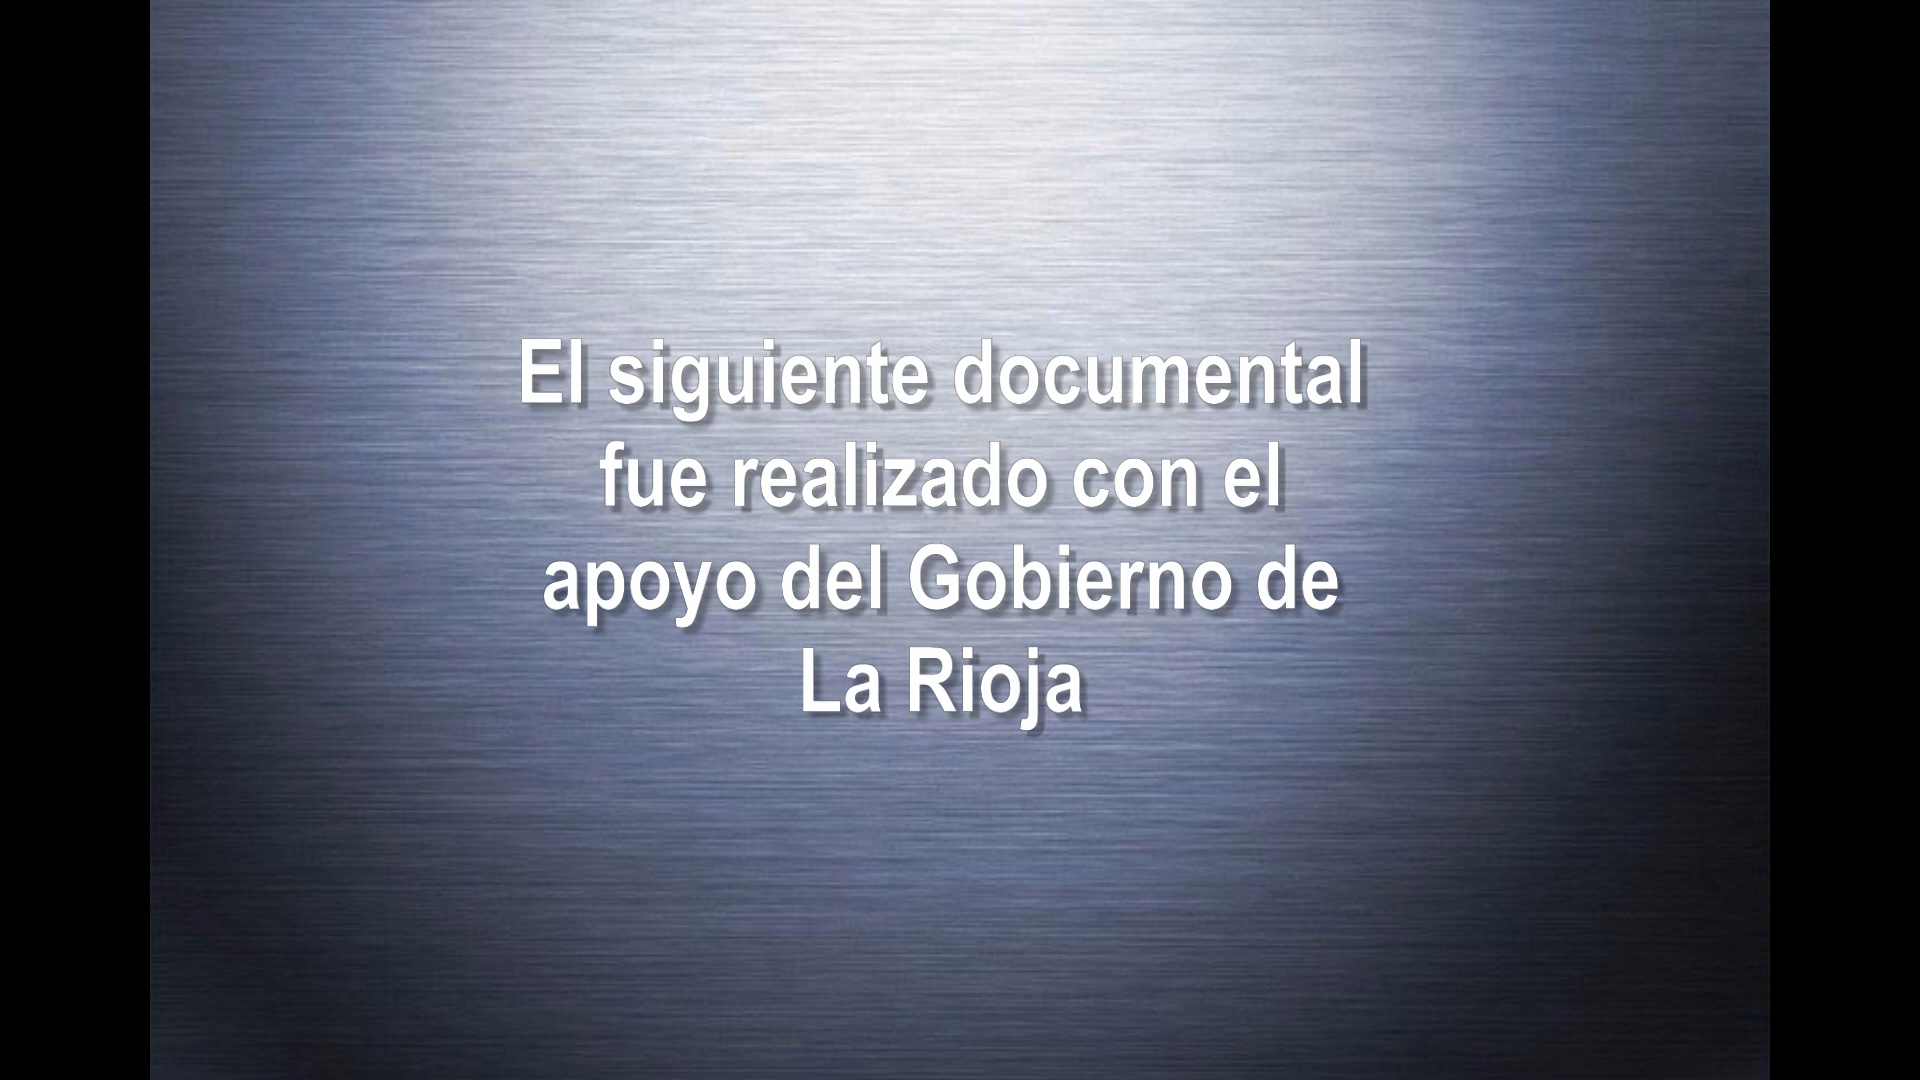 El siguiente documental
fue realizado con el
apoyo del Gobierno de
La Rioja